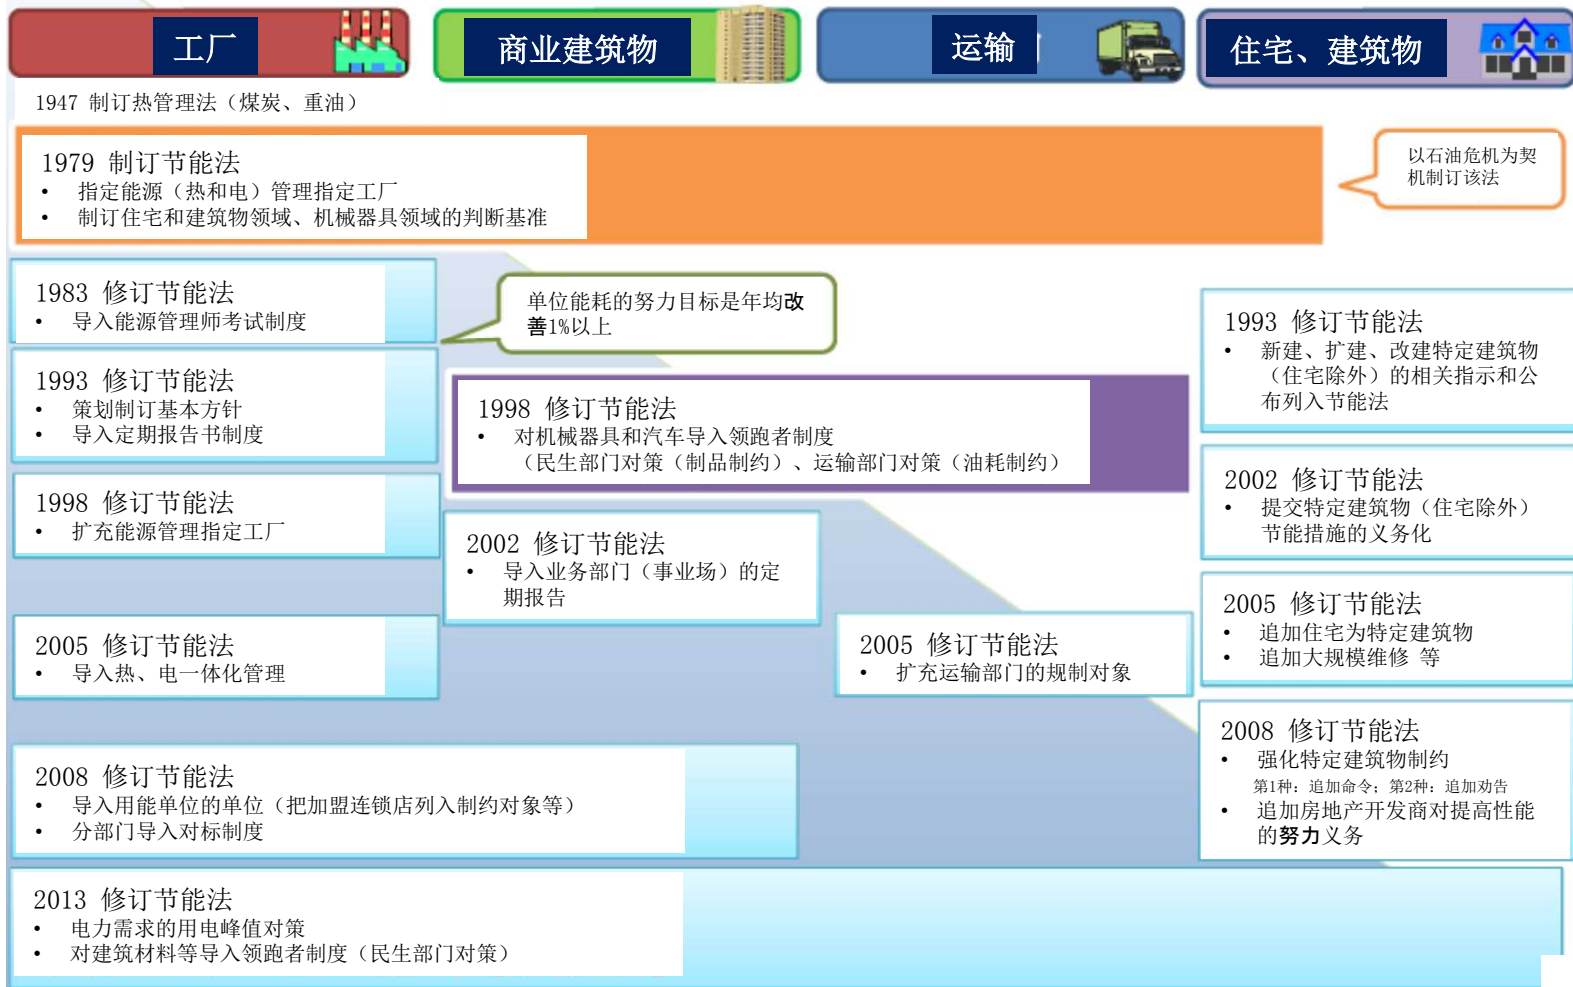 工厂
商业建筑物
运输
住宅、建筑物
1947 制订热管理法（煤炭、重油）
1979 制订节能法
• 指定能源（热和电）管理指定工厂
• 制订住宅和建筑物领域、机械器具领域的判断基准
以石油危机为契
机制订该法
1983 修订节能法
• 导入能源管理师考试制度
单位能耗的努力目标是年均改
善1%以上
1993 修订节能法
• 策划制订基本方针
• 导入定期报告书制度
1998 修订节能法
• 对机械器具和汽车导入领跑者制度
（民生部门对策（制品制约）、运输部门对策（油耗制约）
1993 修订节能法
• 新建、扩建、改建特定建筑物
（住宅除外）的相关指示和公
布列入节能法
1998 修订节能法
• 扩充能源管理指定工厂
2002 修订节能法
• 导入业务部门（事业场）的定
期报告
2002 修订节能法
• 提交特定建筑物（住宅除外）
节能措施的义务化
2005 修订节能法
• 导入热、电一体化管理
2005 修订节能法
• 扩充运输部门的规制对象
2005 修订节能法
• 追加住宅为特定建筑物
• 追加大规模维修 等
2008 修订节能法
• 导入用能单位的单位（把加盟连锁店列入制约对象等）
• 分部门导入对标制度
2008 修订节能法
• 强化特定建筑物制约
第1种：追加命令；第2种：追加劝告
• 追加房地产开发商对提高性能
的努力义务
2013 修订节能法
• 电力需求的用电峰值对策
• 对建筑材料等导入领跑者制度（民生部门对策）